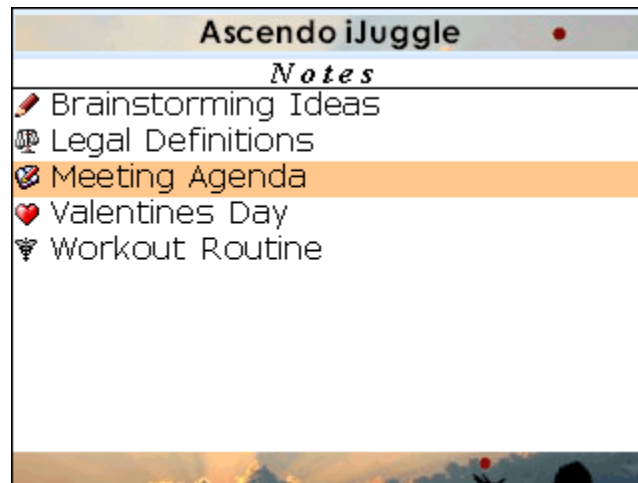 Ascendo iJuggle
Notes
Brainstorming Ideas
Legal Definitions
Meeting Agenda
Valentines Day
Workout Routine